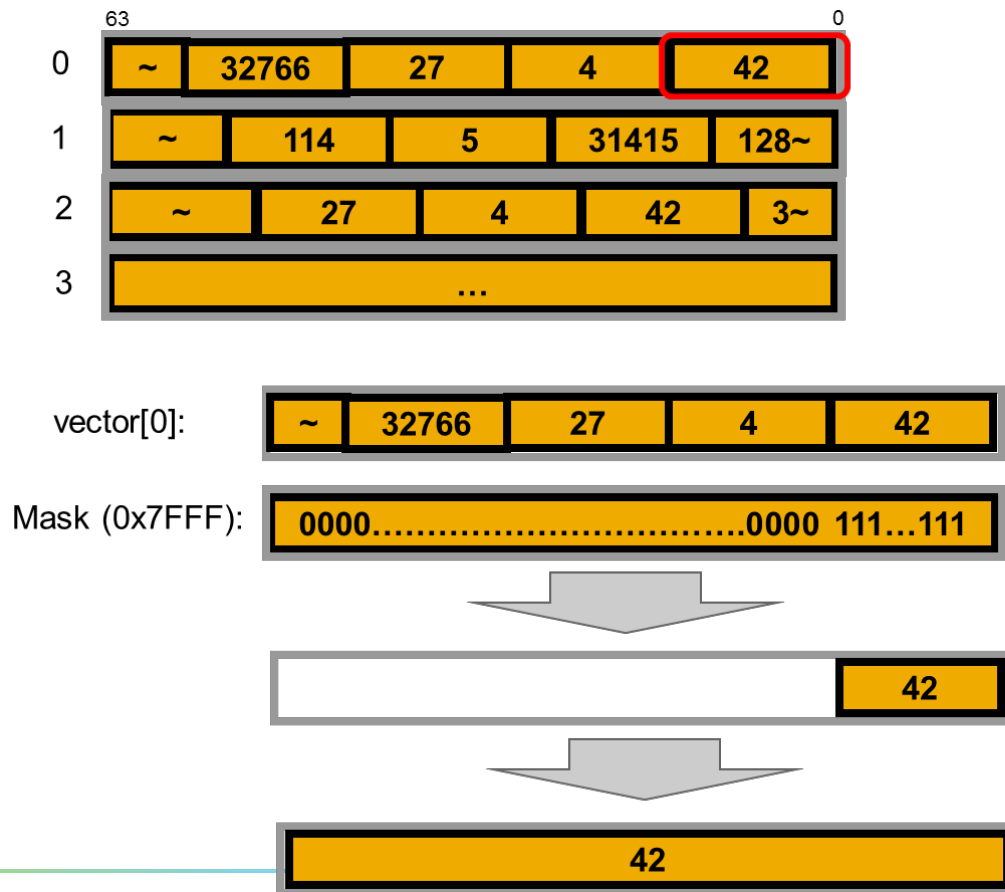 63 0
0 ~ 32766 27 4 42
1 ~ 114 5 31415 128~
2 ~ 27 4 42 3~
3 ...
vector[0]: ~ 32766 27 4 42
Mask (0x7FFF): 0000..................................0000 111...111
42
42